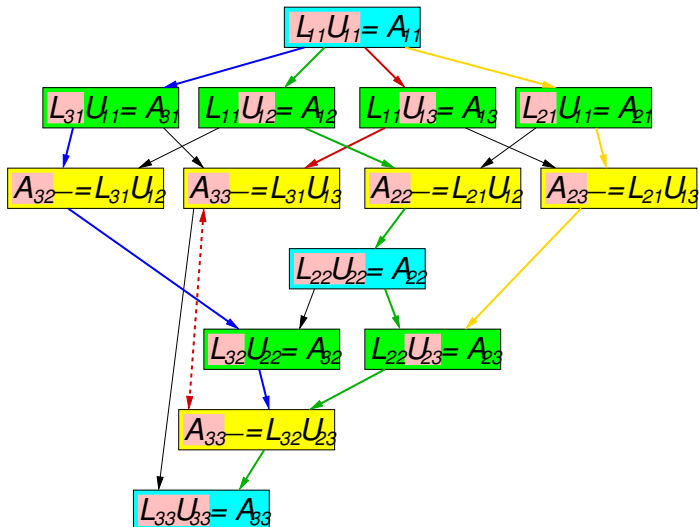 L₁₁U₁₁= A₁₁
L₃₁U₁₁= A₃₁ L₁₁U₁₂= A₁₂ L₁₁U₁₃= A₁₃ L₂₁U₁₁= A₂₁
A₃₂—=L₃₁U₁₂ A₃₃—=L₃₁U₁₃ A₂₂—=L₂₁U₁₂ A₂₃—=L₂₁U₁₃
L₂₂U₂₂= A₂₂
L₃₂U₂₂= A₃₂ L₂₂U₂₃= A₂₃
A₃₃—=L₃₂U₂₃
L₃₃U₃₃= A₃₃